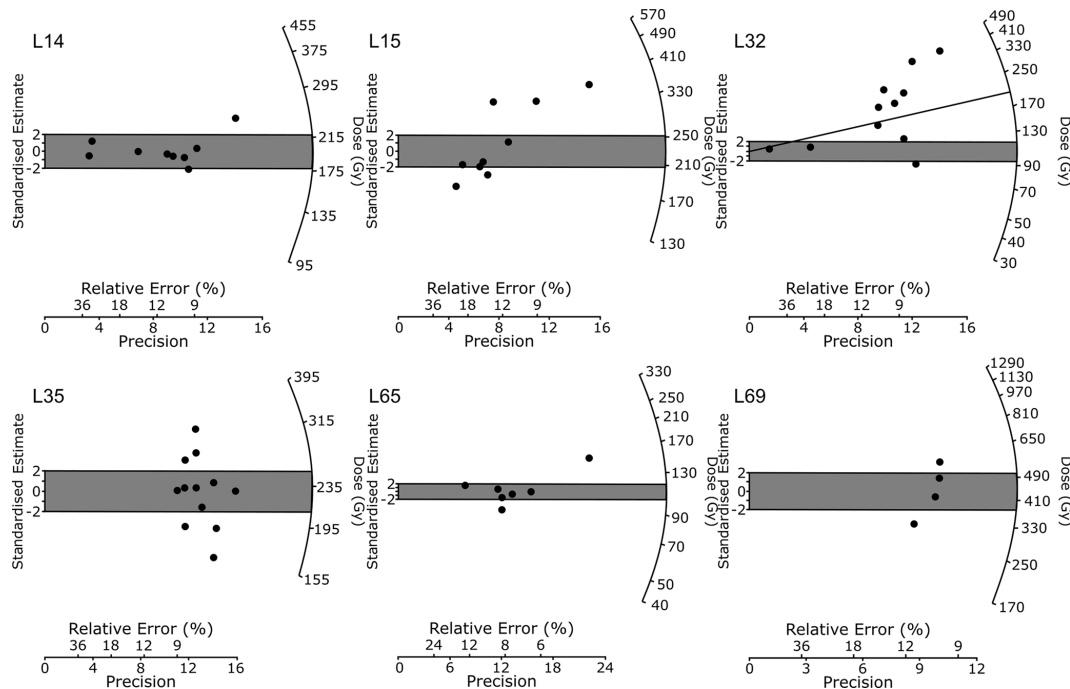 L14
Standardised Estimate
2
0
-2
455
375
295
215
175
135
95
Dose (Gy)
Relative Error (%)
36 18 12 9
0 4 8 12 16
Precision
L15
Standardised Estimate
2
0
-2
570
490
410
330
250
210
170
130
Dose (Gy)
Relative Error (%)
36 18 12 9
0 4 8 12 16
Precision
L32
Standardised Estimate
2
0
-2
490
410
330
250
170
130
90
70
50
40
30
Dose (Gy)
Relative Error (%)
36 18 12 9
0 4 8 12 16
Precision
L35
Standardised Estimate
2
0
-2
395
315
235
195
155
Dose (Gy)
Relative Error (%)
36 18 12 9
0 4 8 12 16
Precision
L65
Standardised Estimate
2
0
-2
330
250
210
170
130
90
70
50
40
Dose (Gy)
Relative Error (%)
24 12 8 6
0 6 12 18 24
Precision
L69
Standardised Estimate
2
0
-2
1290
1130
970
810
650
490
410
330
250
170
Dose (Gy)
Relative Error (%)
36 18 12 9
0 3 6 9 12
Precision